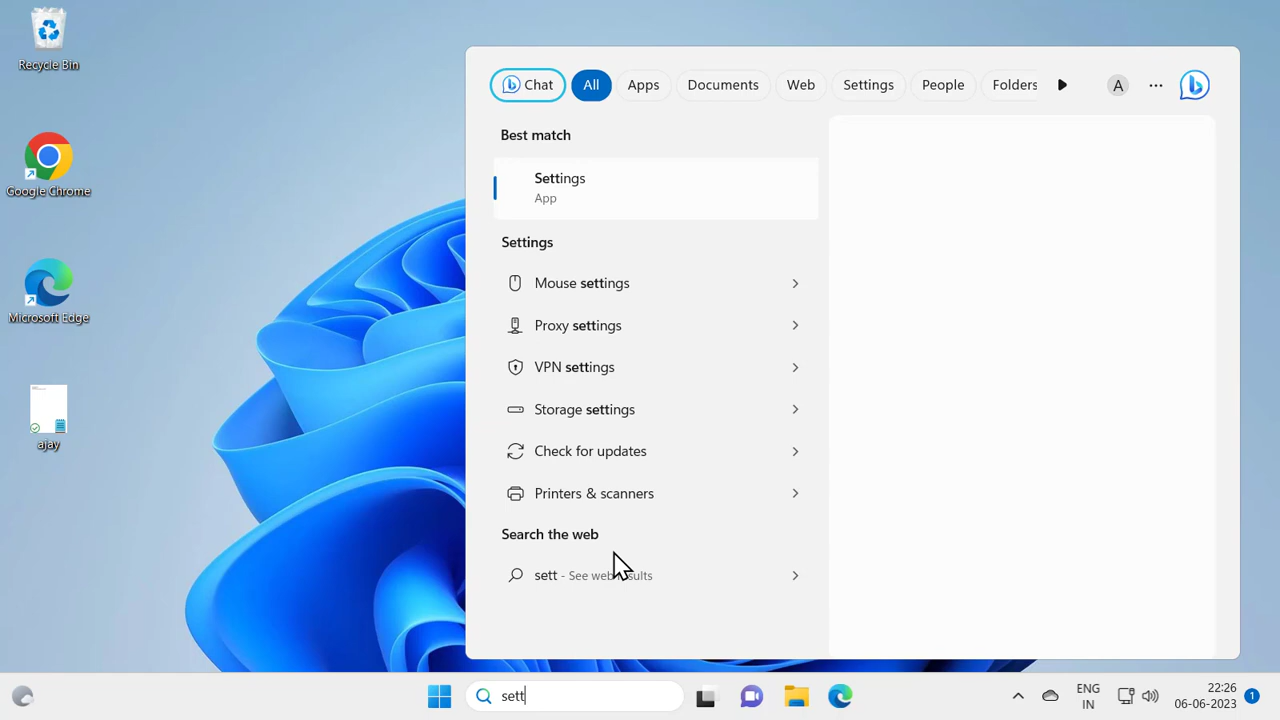 Recycle Bin
Google Chrome
Microsoft Edge
ajay
Chat
All
Apps
Documents
Web
Settings
People
Folders
A
Best match
Settings
App
Settings
Mouse settings
Proxy settings
VPN settings
Storage settings
Check for updates
Printers & scanners
Search the web
sett - See web results
sett
ENG
IN
22:26
06-06-2023
1